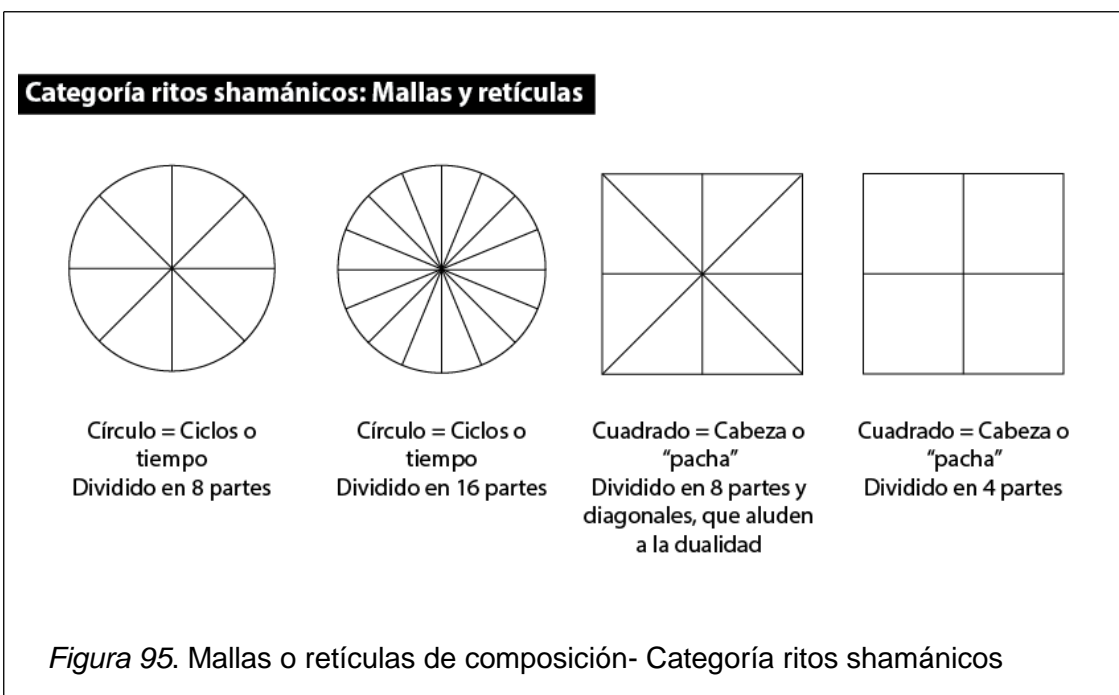 Categoría ritos shamánicos: Mallas y retículas
Círculo = Ciclos o
tiempo
Dividido en 8 partes
Círculo = Ciclos o
tiempo
Dividido en 16 partes
Cuadrado = Cabeza o
“pacha”
Dividido en 8 partes y
diagonales, que aluden
a la dualidad
Cuadrado = Cabeza o
“pacha”
Dividido en 4 partes
Figura 95. Mallas o retículas de composición- Categoría ritos shamánicos